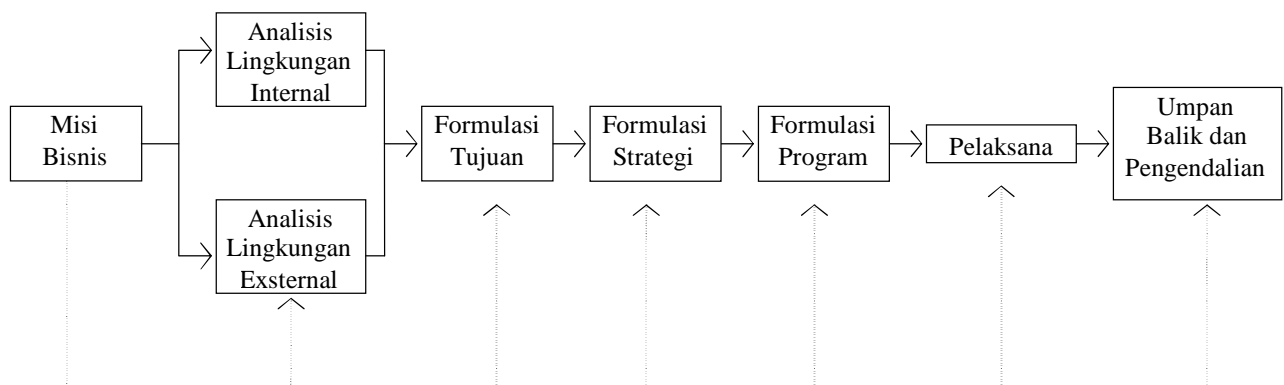 Misi
Bisnis
Analisis
Lingkungan
Internal
Analisis
Lingkungan
Exsternal
Formulasi
Tujuan
Formulasi
Strategi
Formulasi
Program
Pelaksana
Umpan
Balik dan
Pengendalian